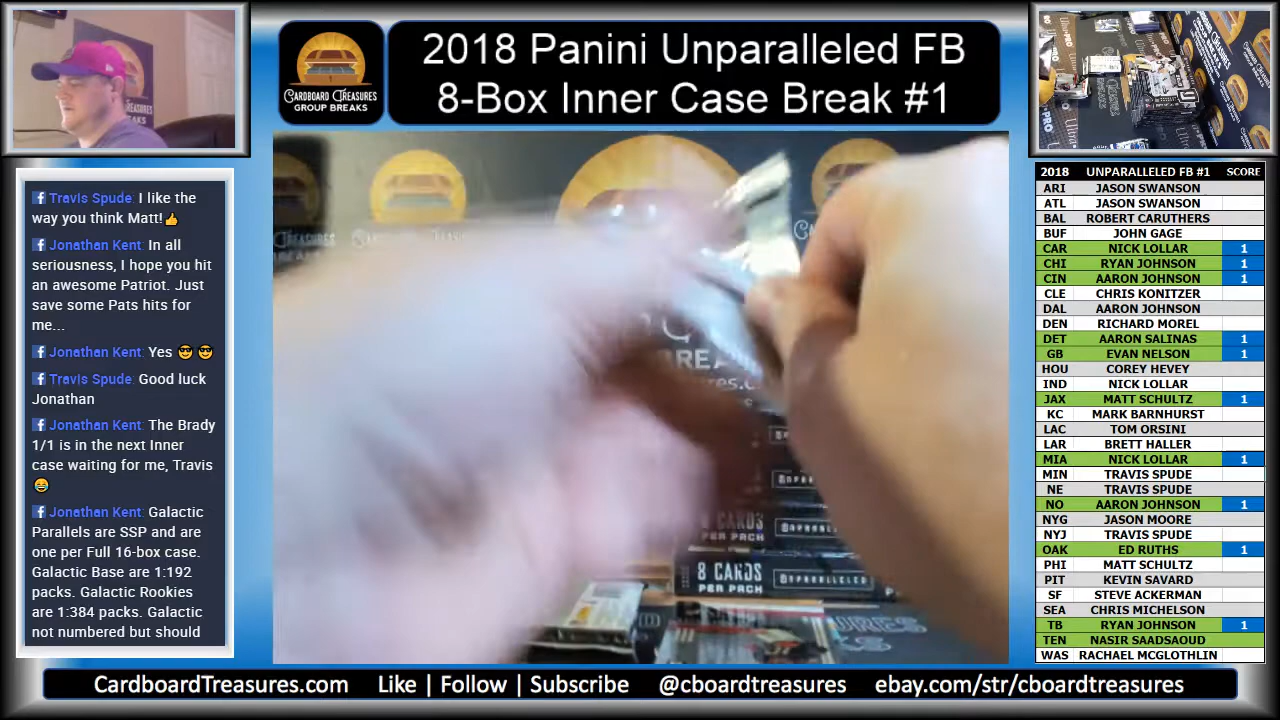 2018 Panini Unparalleled FB
8-Box Inner Case Break #1
CARDBOARD TREASURES
GROUP BREAKS
Travis Spude: I like the
way you think Matt!👍
Jonathan Kent: In all
seriousness, I hope you hit
an awesome Patriot. Just
save some Pats hits for
me...
Jonathan Kent: Yes 😎 😎
Travis Spude: Good luck
Jonathan
Jonathan Kent: The Brady
1/1 is in the next Inner
case waiting for me, Travis
😂
Jonathan Kent: Galactic
Parallels are SSP and are
one per Full 16-box case.
Galactic Base are 1:192
packs. Galactic Rookies
are 1:384 packs. Galactic
not numbered but should
8 CARDS
PER PACK
UNPARALLELED
2018 UNPARALLELED FB #1 SCORE
ARI JASON SWANSON
ATL JASON SWANSON
BAL ROBERT CARUTHERS
BUF JOHN GAGE
CAR NICK LOLLAR 1
CHI RYAN JOHNSON 1
CIN AARON JOHNSON 1
CLE CHRIS KONITZER
DAL AARON JOHNSON
DEN RICHARD MOREL
DET AARON SALINAS 1
GB EVAN NELSON 1
HOU COREY HEVEY
IND NICK LOLLAR
JAX MATT SCHULTZ 1
KC MARK BARNHURST
LAC TOM ORSINI
LAR BRETT HALLER
MIA NICK LOLLAR 1
MIN TRAVIS SPUDE
NE TRAVIS SPUDE
NO AARON JOHNSON 1
NYG JASON MOORE
NYJ TRAVIS SPUDE
OAK ED RUTHS 1
PHI MATT SCHULTZ
PIT KEVIN SAVARD
SF STEVE ACKERMAN
SEA CHRIS MICHELSON
TB RYAN JOHNSON 1
TEN NASIR SAADSAOUD
WAS RACHAEL MCGLOTHLIN
CardboardTreasures.com Like | Follow | Subscribe @cboardtreasures ebay.com/str/cboardtreasures